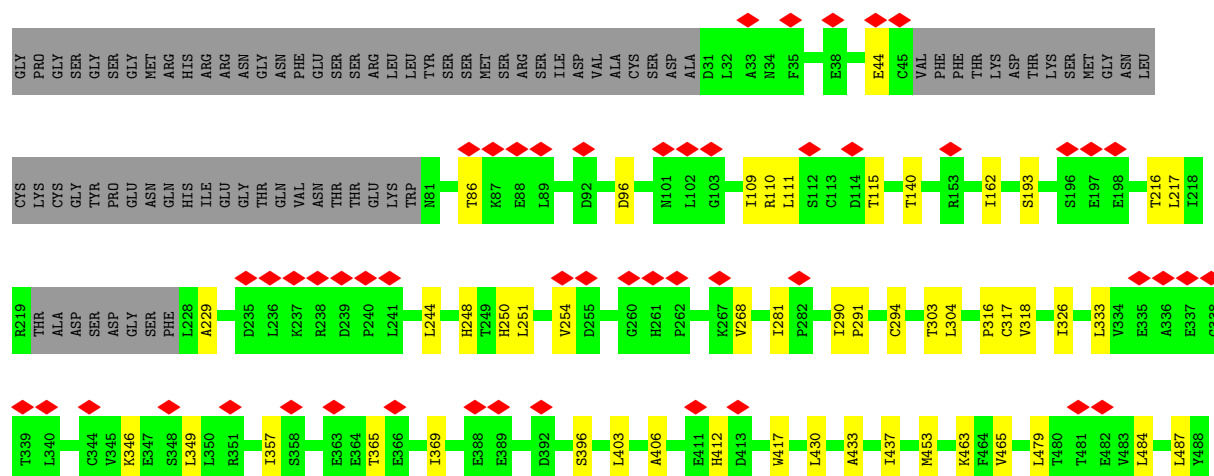 GLY PRO GLY SER GLY SER GLY MET ARG HIS ARG ARG ASN GLY ASN PHE GLU SER SER ARG LEU LEU TYR SER SER MET SER ARG SER ILE ASP VAL ALA CYS SER ASP ALA D31 L32 A33 N34 F35 E38 E44 C45 VAL PHE PHE THR LYS ASP THR LYS SER MET GLY ASN LEU
CYS LYS CYS GLY TYR PRO GLU ASN GLN HIS ILE GLU GLY THR GLN VAL ASN THR THR GLU LYS TRP N81 T86 K87 E88 L89 D92 D96 N101 L102 G103 I109 R110 L111 S112 C113 D114 T115 T140 R153 I162 S193 S196 E197 E198 T216 L217 I218
R219 THR ALA ASP SER ASP GLY SER PHE L228 A229 D235 L236 K237 R238 D239 P240 L241 L244 H248 T249 H250 L251 V254 D255 G260 H261 P262 K267 V268 I281 P282 I290 P291 C294 T303 L304 P316 C317 V318 I326 L333 V334 E335 A336 E337 C338
T339 L340 C344 V345 K346 E347 S348 L349 L350 R351 I357 S358 E363 E364 T365 E366 I369 E388 E389 D392 S396 L403 A406 E411 H412 D413 W417 L430 A433 I437 M453 K463 F464 V465 L479 T480 T481 E482 V483 L484 L487 Y488